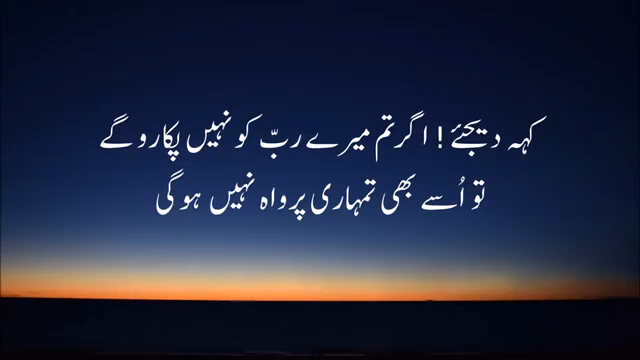 کہہ دیجئے! اگر تم میرے ربّ کو نہیں پکارو گے
تو اُسے بھی تمہاری پرواہ نہیں ہوگی